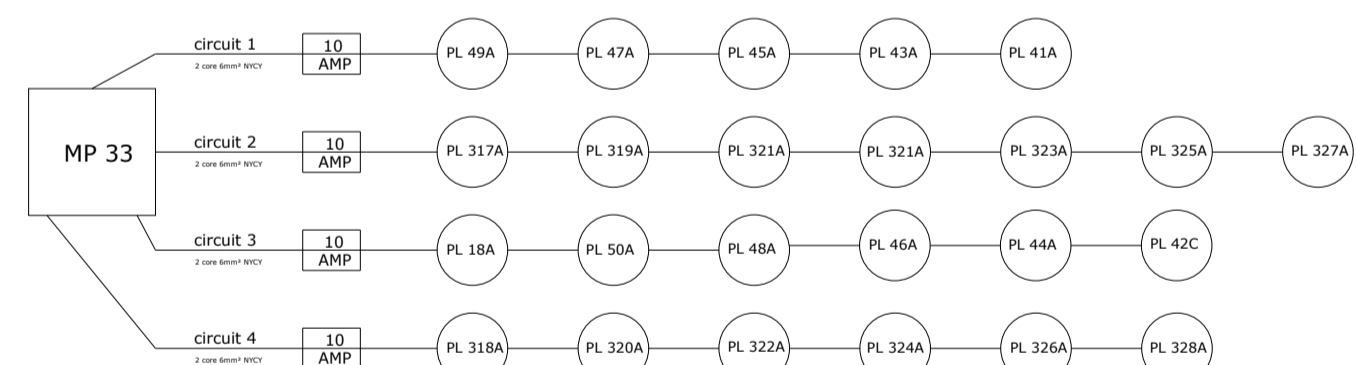 circuit 1
2 core 6mm² NYCY
10
AMP
PL 49A
PL 47A
PL 45A
PL 43A
PL 41A
MP 33
circuit 2
2 core 6mm² NYCY
10
AMP
PL 317A
PL 319A
PL 321A
PL 321A
PL 323A
PL 325A
PL 327A
circuit 3
2 core 6mm² NYCY
10
AMP
PL 18A
PL 50A
PL 48A
PL 46A
PL 44A
PL 42C
circuit 4
2 core 6mm² NYCY
10
AMP
PL 318A
PL 320A
PL 322A
PL 324A
PL 326A
PL 328A